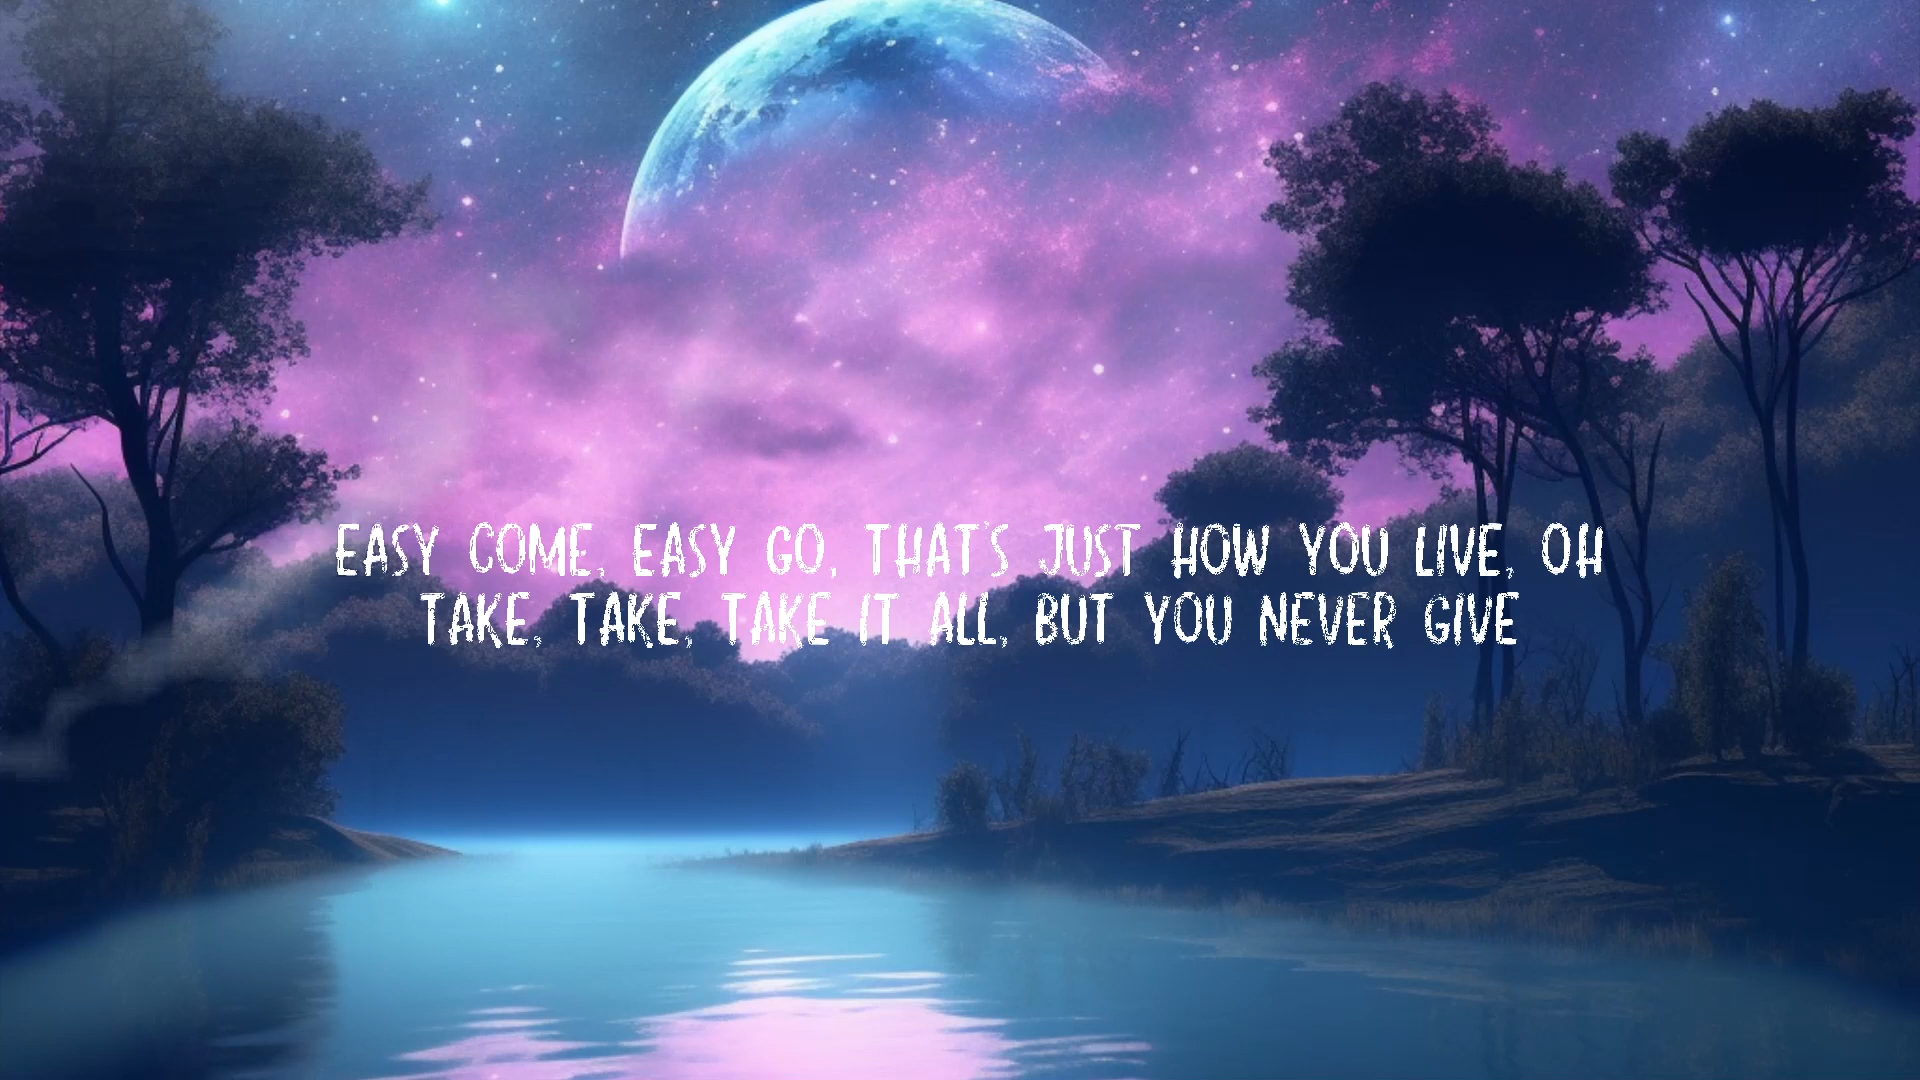 EASY COME, EASY GO, THAT'S JUST HOW YOU LIVE, OH
TAKE, TAKE, TAKE IT ALL, BUT YOU NEVER GIVE